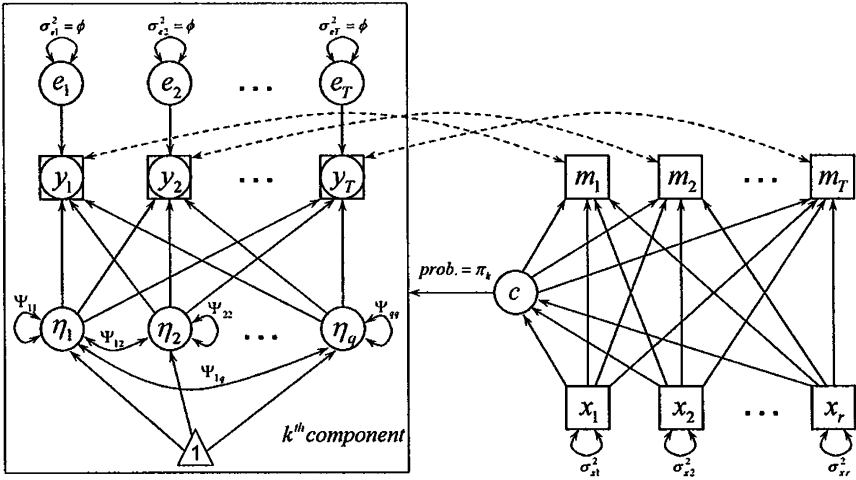 σ²e1 = ϕ σ²e2 = ϕ σ²eT = ϕ
e1 e2 ... eT
y1 y2 ... yT
m1 m2 ... mT
prob. = πk
c
Ψ11 Ψ22 Ψqq
η1 Ψ12 η2 ... ηq
Ψ1q
x1 x2 ... xr
1
kth component
σ²x1 σ²x2 σ²xr